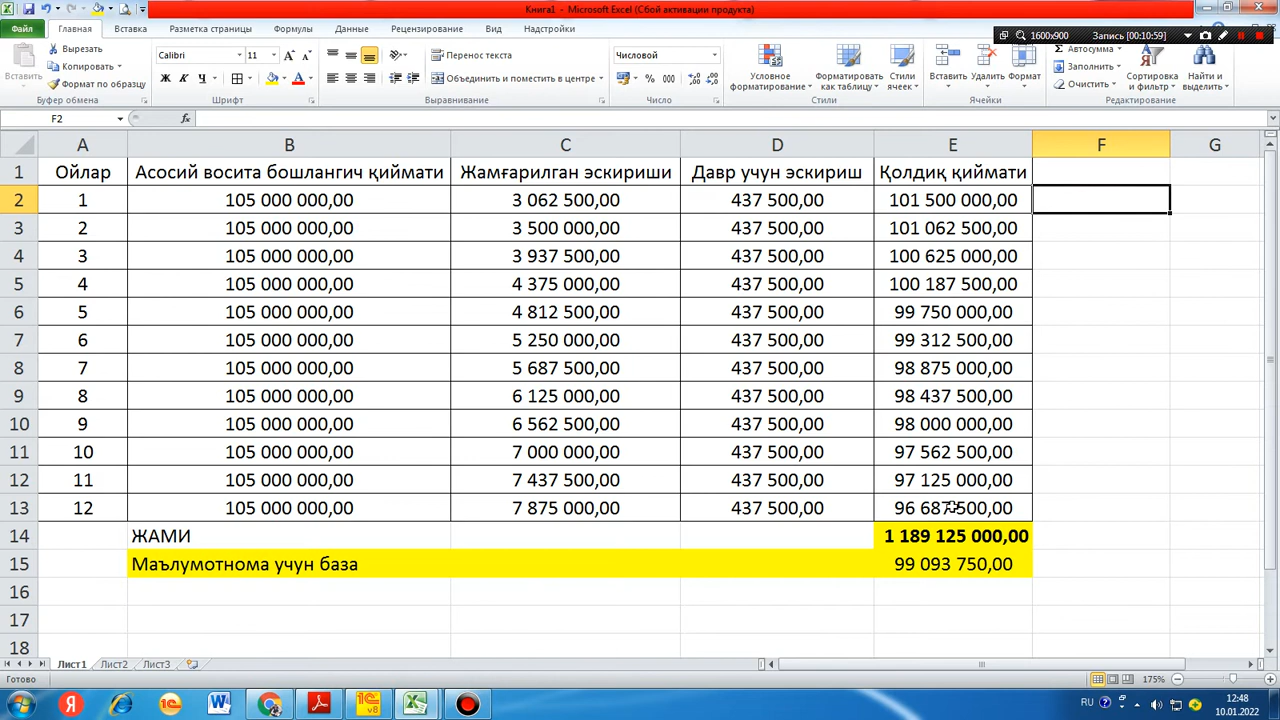 Книга1 - Microsoft Excel (Сбой активации продукта)
Файл Главная Вставка Разметка страницы Формулы Данные Рецензирование Вид Настройки
1600x900 Запись [00:10:59]
Вставить Вырезать Копировать Формат по образцу Буфер обмена
Calibri 11 Ж К Ч Шрифт
Перенос текста Объединить и поместить в центре Выравнивание
Числовой % 000 Число
Условное форматирование Форматировать как таблицу Стили ячеек Стили
Вставить Удалить Формат Ячейки
Автосумма Заполнить Очистить Сортировка и фильтр Найти и выделить Редактирование
F2 fx
A B C D E F G
1 Ойлар Асосий восита бошлангич қиймати Жамғарилган эскириши Давр учун эскириш Қолдиқ қиймати
2 1 105 000 000,00 3 062 500,00 437 500,00 101 500 000,00
3 2 105 000 000,00 3 500 000,00 437 500,00 101 062 500,00
4 3 105 000 000,00 3 937 500,00 437 500,00 100 625 000,00
5 4 105 000 000,00 4 375 000,00 437 500,00 100 187 500,00
6 5 105 000 000,00 4 812 500,00 437 500,00 99 750 000,00
7 6 105 000 000,00 5 250 000,00 437 500,00 99 312 500,00
8 7 105 000 000,00 5 687 500,00 437 500,00 98 875 000,00
9 8 105 000 000,00 6 125 000,00 437 500,00 98 437 500,00
10 9 105 000 000,00 6 562 500,00 437 500,00 98 000 000,00
11 10 105 000 000,00 7 000 000,00 437 500,00 97 562 500,00
12 11 105 000 000,00 7 437 500,00 437 500,00 97 125 000,00
13 12 105 000 000,00 7 875 000,00 437 500,00 96 687 500,00
14 ЖАМИ 1 189 125 000,00
15 Маълумотнома учун база 99 093 750,00
16
17
18
Лист1 Лист2 Лист3
Готово 175%
RU 12:48
10.01.2022